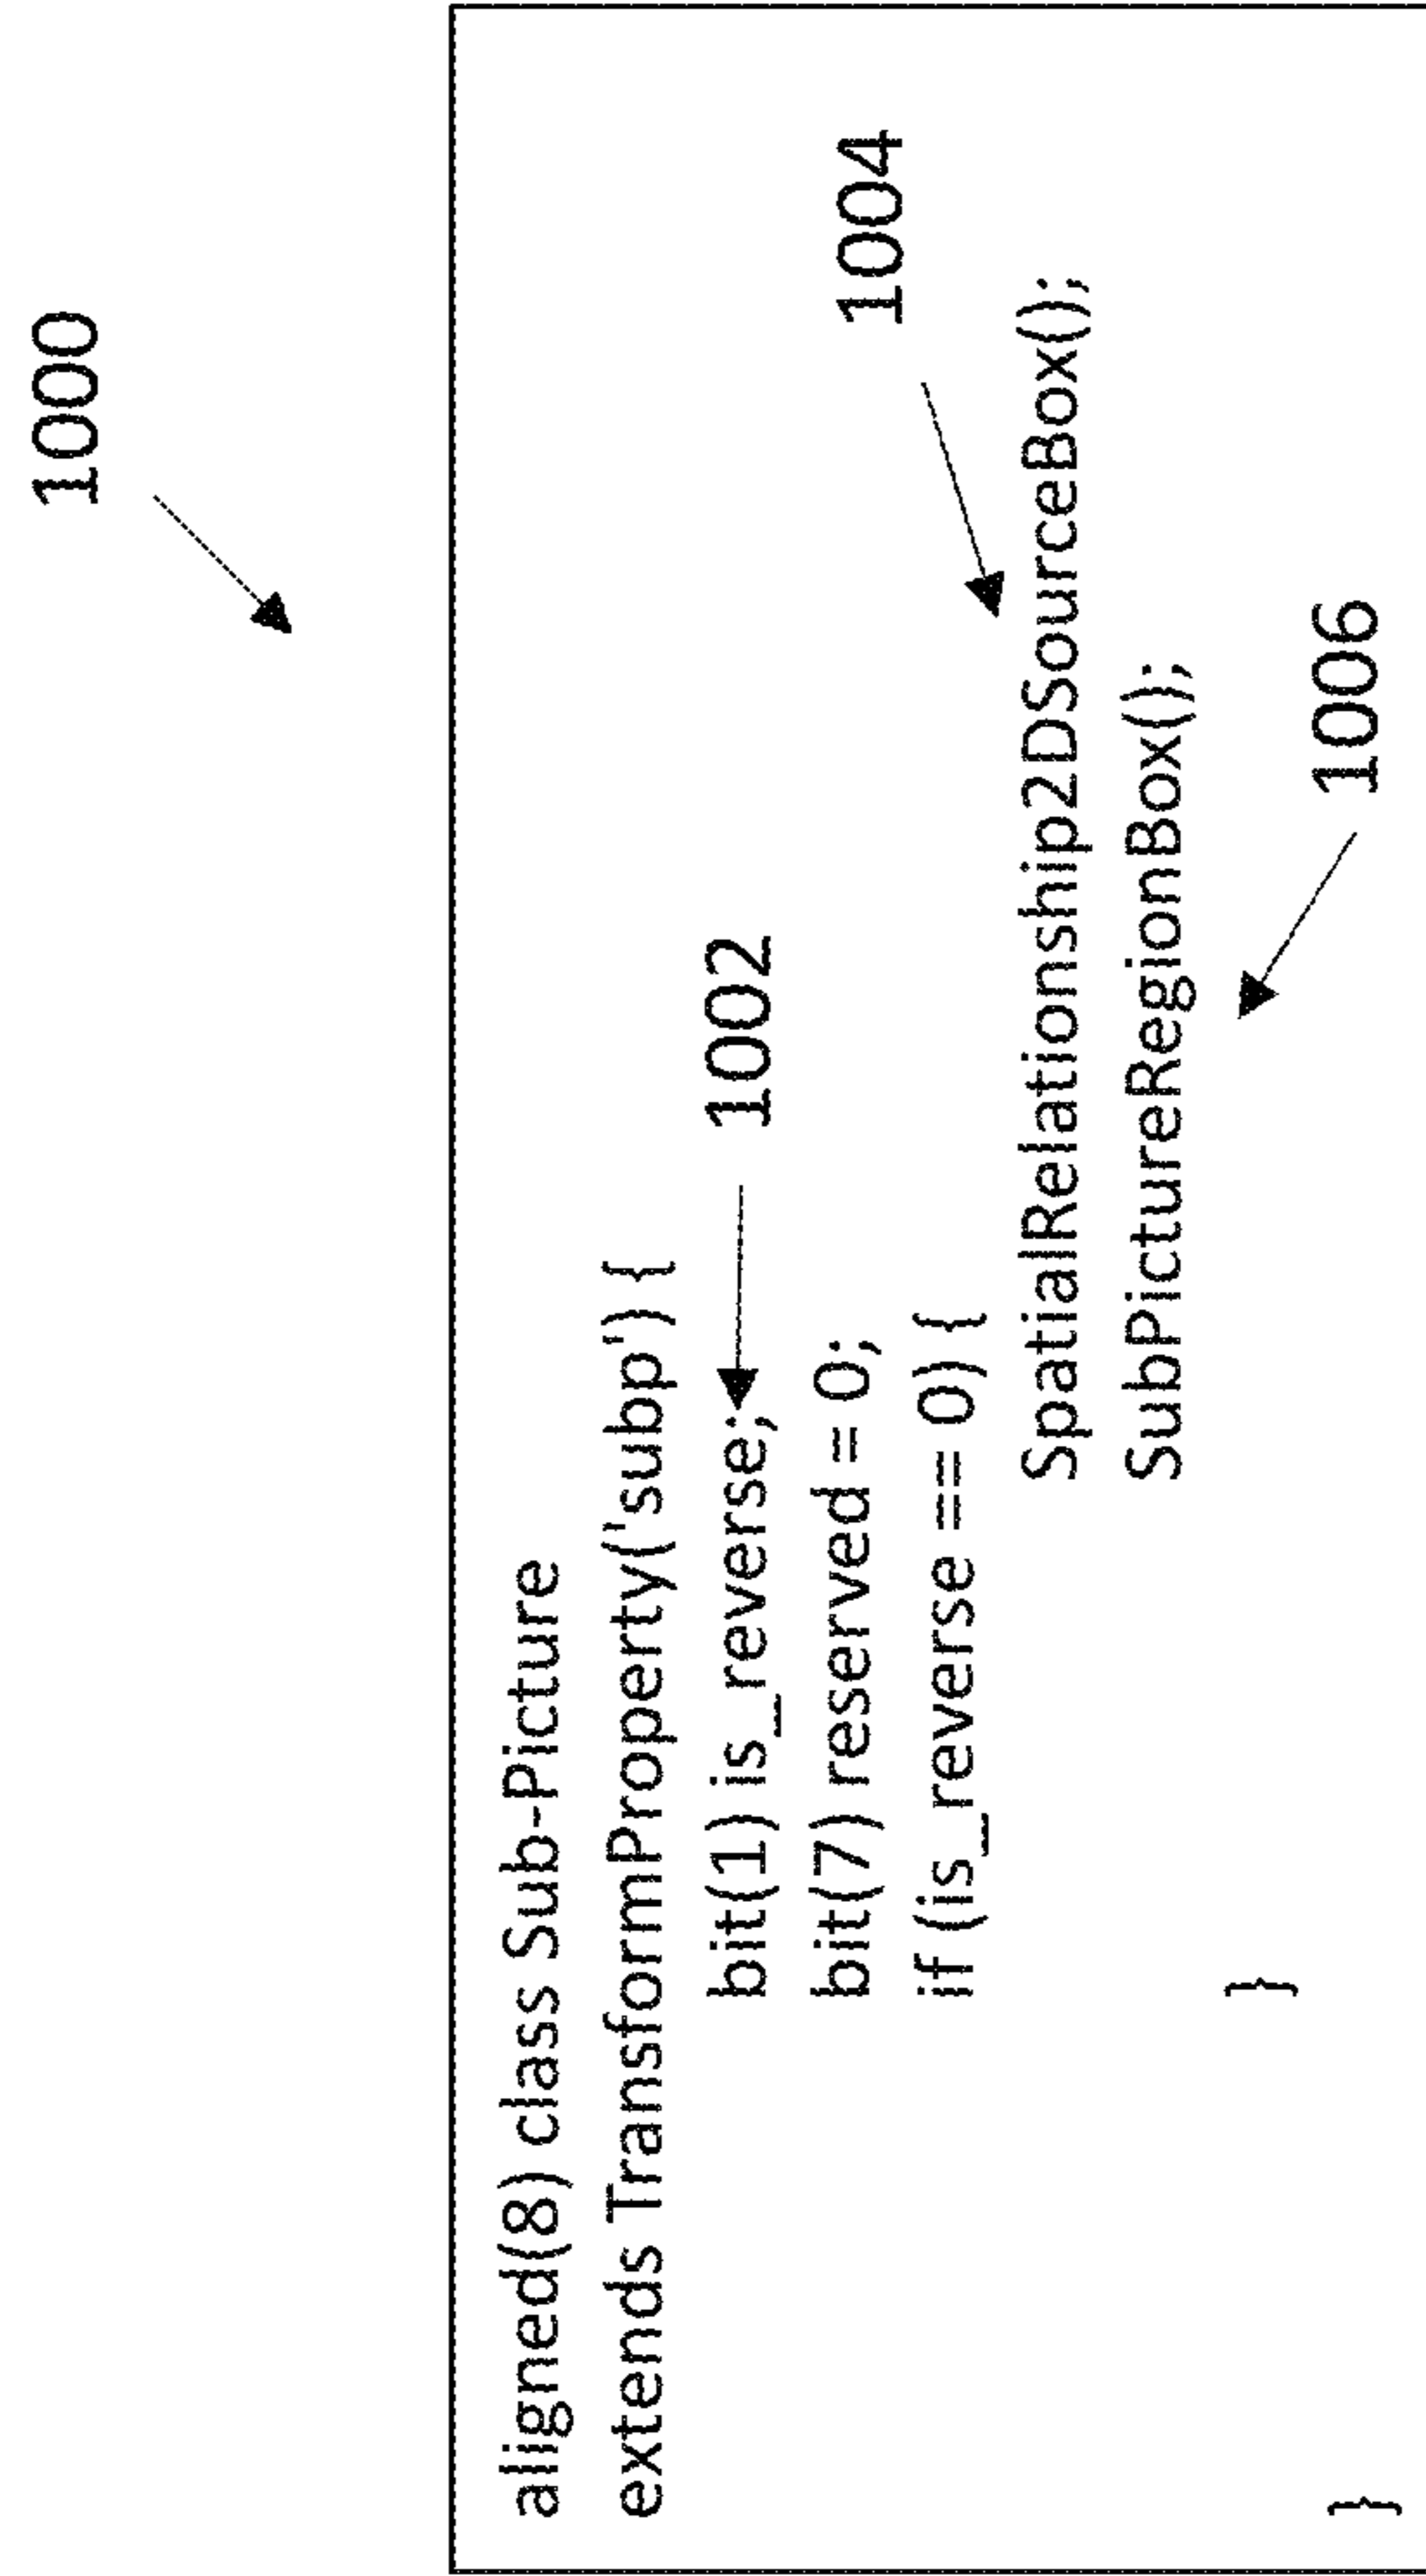 1000
aligned(8) class Sub-Picture
extends TransformProperty('subp') {
bit(1) is_reverse;
1002
bit(7) reserved = 0;
1004
if (is_reverse == 0) {
SpatialRelationship2DSourceBox();
SubPictureRegionBox();
}
1006
}